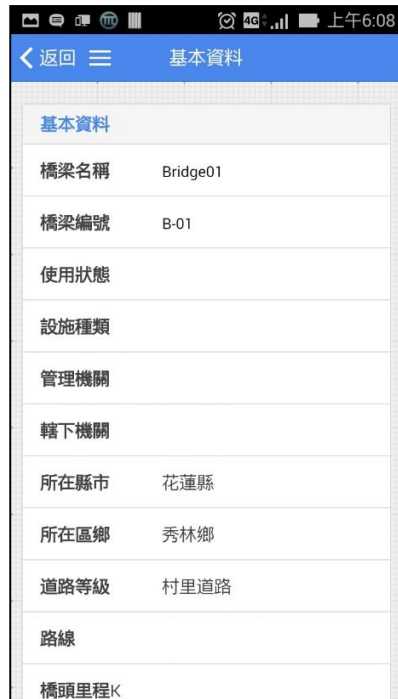 4G 上午6:08
返回 基本資料
基本資料
橋梁名稱 Bridge01
橋梁編號 B-01
使用狀態
設施種類
管理機關
轄下機關
所在縣市 花蓮縣
所在區鄉 秀林鄉
道路等級 村里道路
路線
橋頭里程K